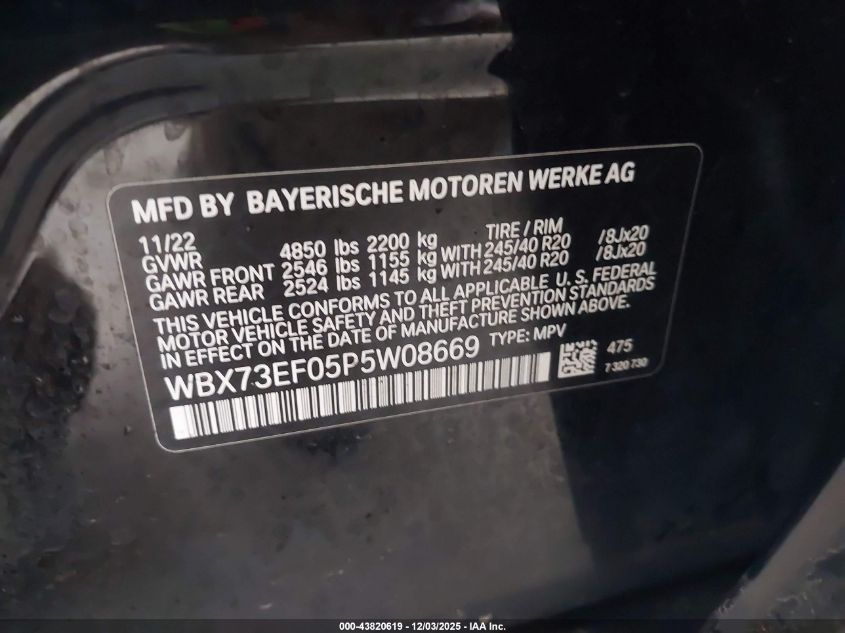 MFD BY BAYERISCHE MOTOREN WERKE AG
11/22 TIRE / RIM
GVWR 4850 lbs 2200 kg
GAWR FRONT 2546 lbs 1155 kg WITH 245/40 R20 /8Jx20
GAWR REAR 2524 lbs 1145 kg WITH 245/40 R20 /8Jx20
THIS VEHICLE CONFORMS TO ALL APPLICABLE U. S. FEDERAL
MOTOR VEHICLE SAFETY AND THEFT PREVENTION STANDARDS
IN EFFECT ON THE DATE OF MANUFACTURE SHOWN ABOVE.
WBX73EF05P5W08669 TYPE: MPV
475
7 320 730
000-43820619 - 12/03/2025 - IAA Inc.